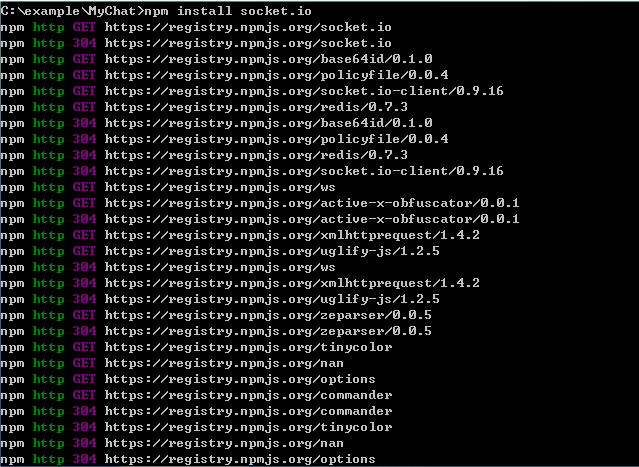 C:\example\MyChat>npm install socket.io
npm http GET https://registry.npmjs.org/socket.io
npm http 304 https://registry.npmjs.org/socket.io
npm http GET https://registry.npmjs.org/base64id/0.1.0
npm http GET https://registry.npmjs.org/policyfile/0.0.4
npm http GET https://registry.npmjs.org/socket.io-client/0.9.16
npm http GET https://registry.npmjs.org/redis/0.7.3
npm http 304 https://registry.npmjs.org/base64id/0.1.0
npm http 304 https://registry.npmjs.org/policyfile/0.0.4
npm http 304 https://registry.npmjs.org/redis/0.7.3
npm http 304 https://registry.npmjs.org/socket.io-client/0.9.16
npm http GET https://registry.npmjs.org/ws
npm http GET https://registry.npmjs.org/active-x-obfuscator/0.0.1
npm http 304 https://registry.npmjs.org/active-x-obfuscator/0.0.1
npm http GET https://registry.npmjs.org/xmlhttprequest/1.4.2
npm http GET https://registry.npmjs.org/uglify-js/1.2.5
npm http 304 https://registry.npmjs.org/ws
npm http 304 https://registry.npmjs.org/xmlhttprequest/1.4.2
npm http 304 https://registry.npmjs.org/uglify-js/1.2.5
npm http GET https://registry.npmjs.org/zeparser/0.0.5
npm http 304 https://registry.npmjs.org/zeparser/0.0.5
npm http GET https://registry.npmjs.org/tinycolor
npm http GET https://registry.npmjs.org/nan
npm http GET https://registry.npmjs.org/options
npm http GET https://registry.npmjs.org/commander
npm http 304 https://registry.npmjs.org/commander
npm http 304 https://registry.npmjs.org/tinycolor
npm http 304 https://registry.npmjs.org/nan
npm http 304 https://registry.npmjs.org/options